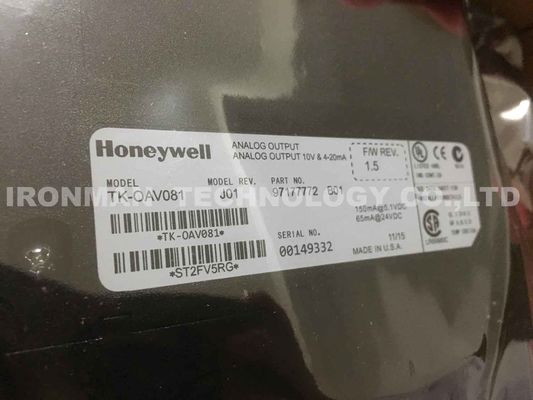 Honeywell
ANALOG OUTPUT
ANALOG OUTPUT 10V & 4-20mA
F/W REV.
1.5
MODEL
TK-OAV081
MODEL REV.
J01
PART NO.
97177772 B01
150mA@5.1VDC
65mA@24VDC
*TK-OAV081*
SERIAL NO.
00149332
11/15
MADE IN U.S.A.
*ST2FV5RG*
IRONMAN TECHNOLOGY CO.,LTD